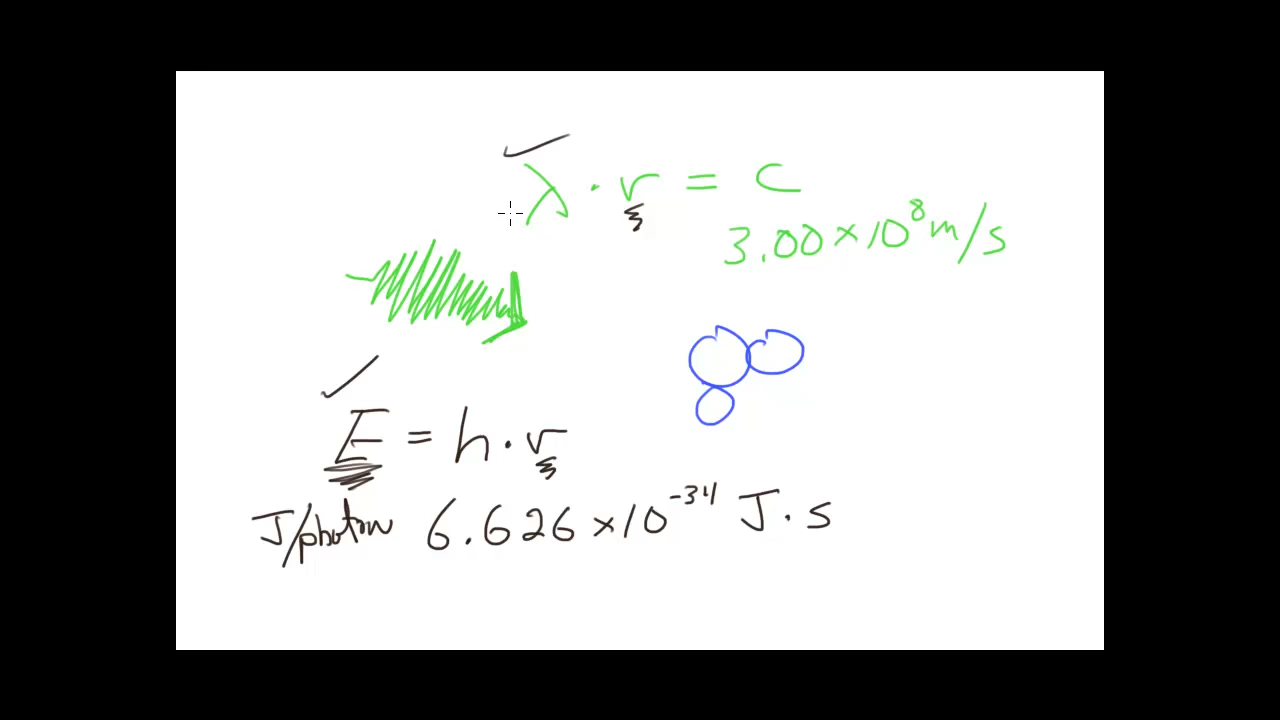 λ · ν = c
3.00 × 10⁸ m/s
E = h · ν
J/photon 6.626 × 10⁻³⁴ J · s